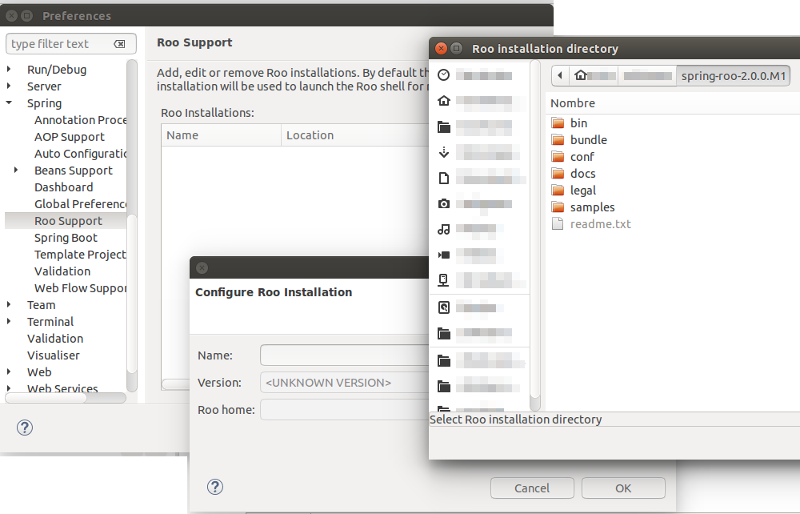 Preferences
type filter text
Run/Debug
Server
Spring
Annotation Proce
AOP Support
Auto Configuratio
Beans Support
Dashboard
Global Preferenc
Roo Support
Spring Boot
Template Project
Validation
Web Flow Suppor
Team
Terminal
Validation
Visualiser
Web
Web Services
Roo Support
Add, edit or remove Roo installations. By default th
installation will be used to launch the Roo shell for n
Roo Installations:
Name Location
Configure Roo Installation
Name:
Version: <UNKNOWN VERSION>
Roo home:
Cancel OK
Roo installation directory
spring-roo-2.0.0.M1
Nombre
bin
bundle
conf
docs
legal
samples
readme.txt
Select Roo installation directory